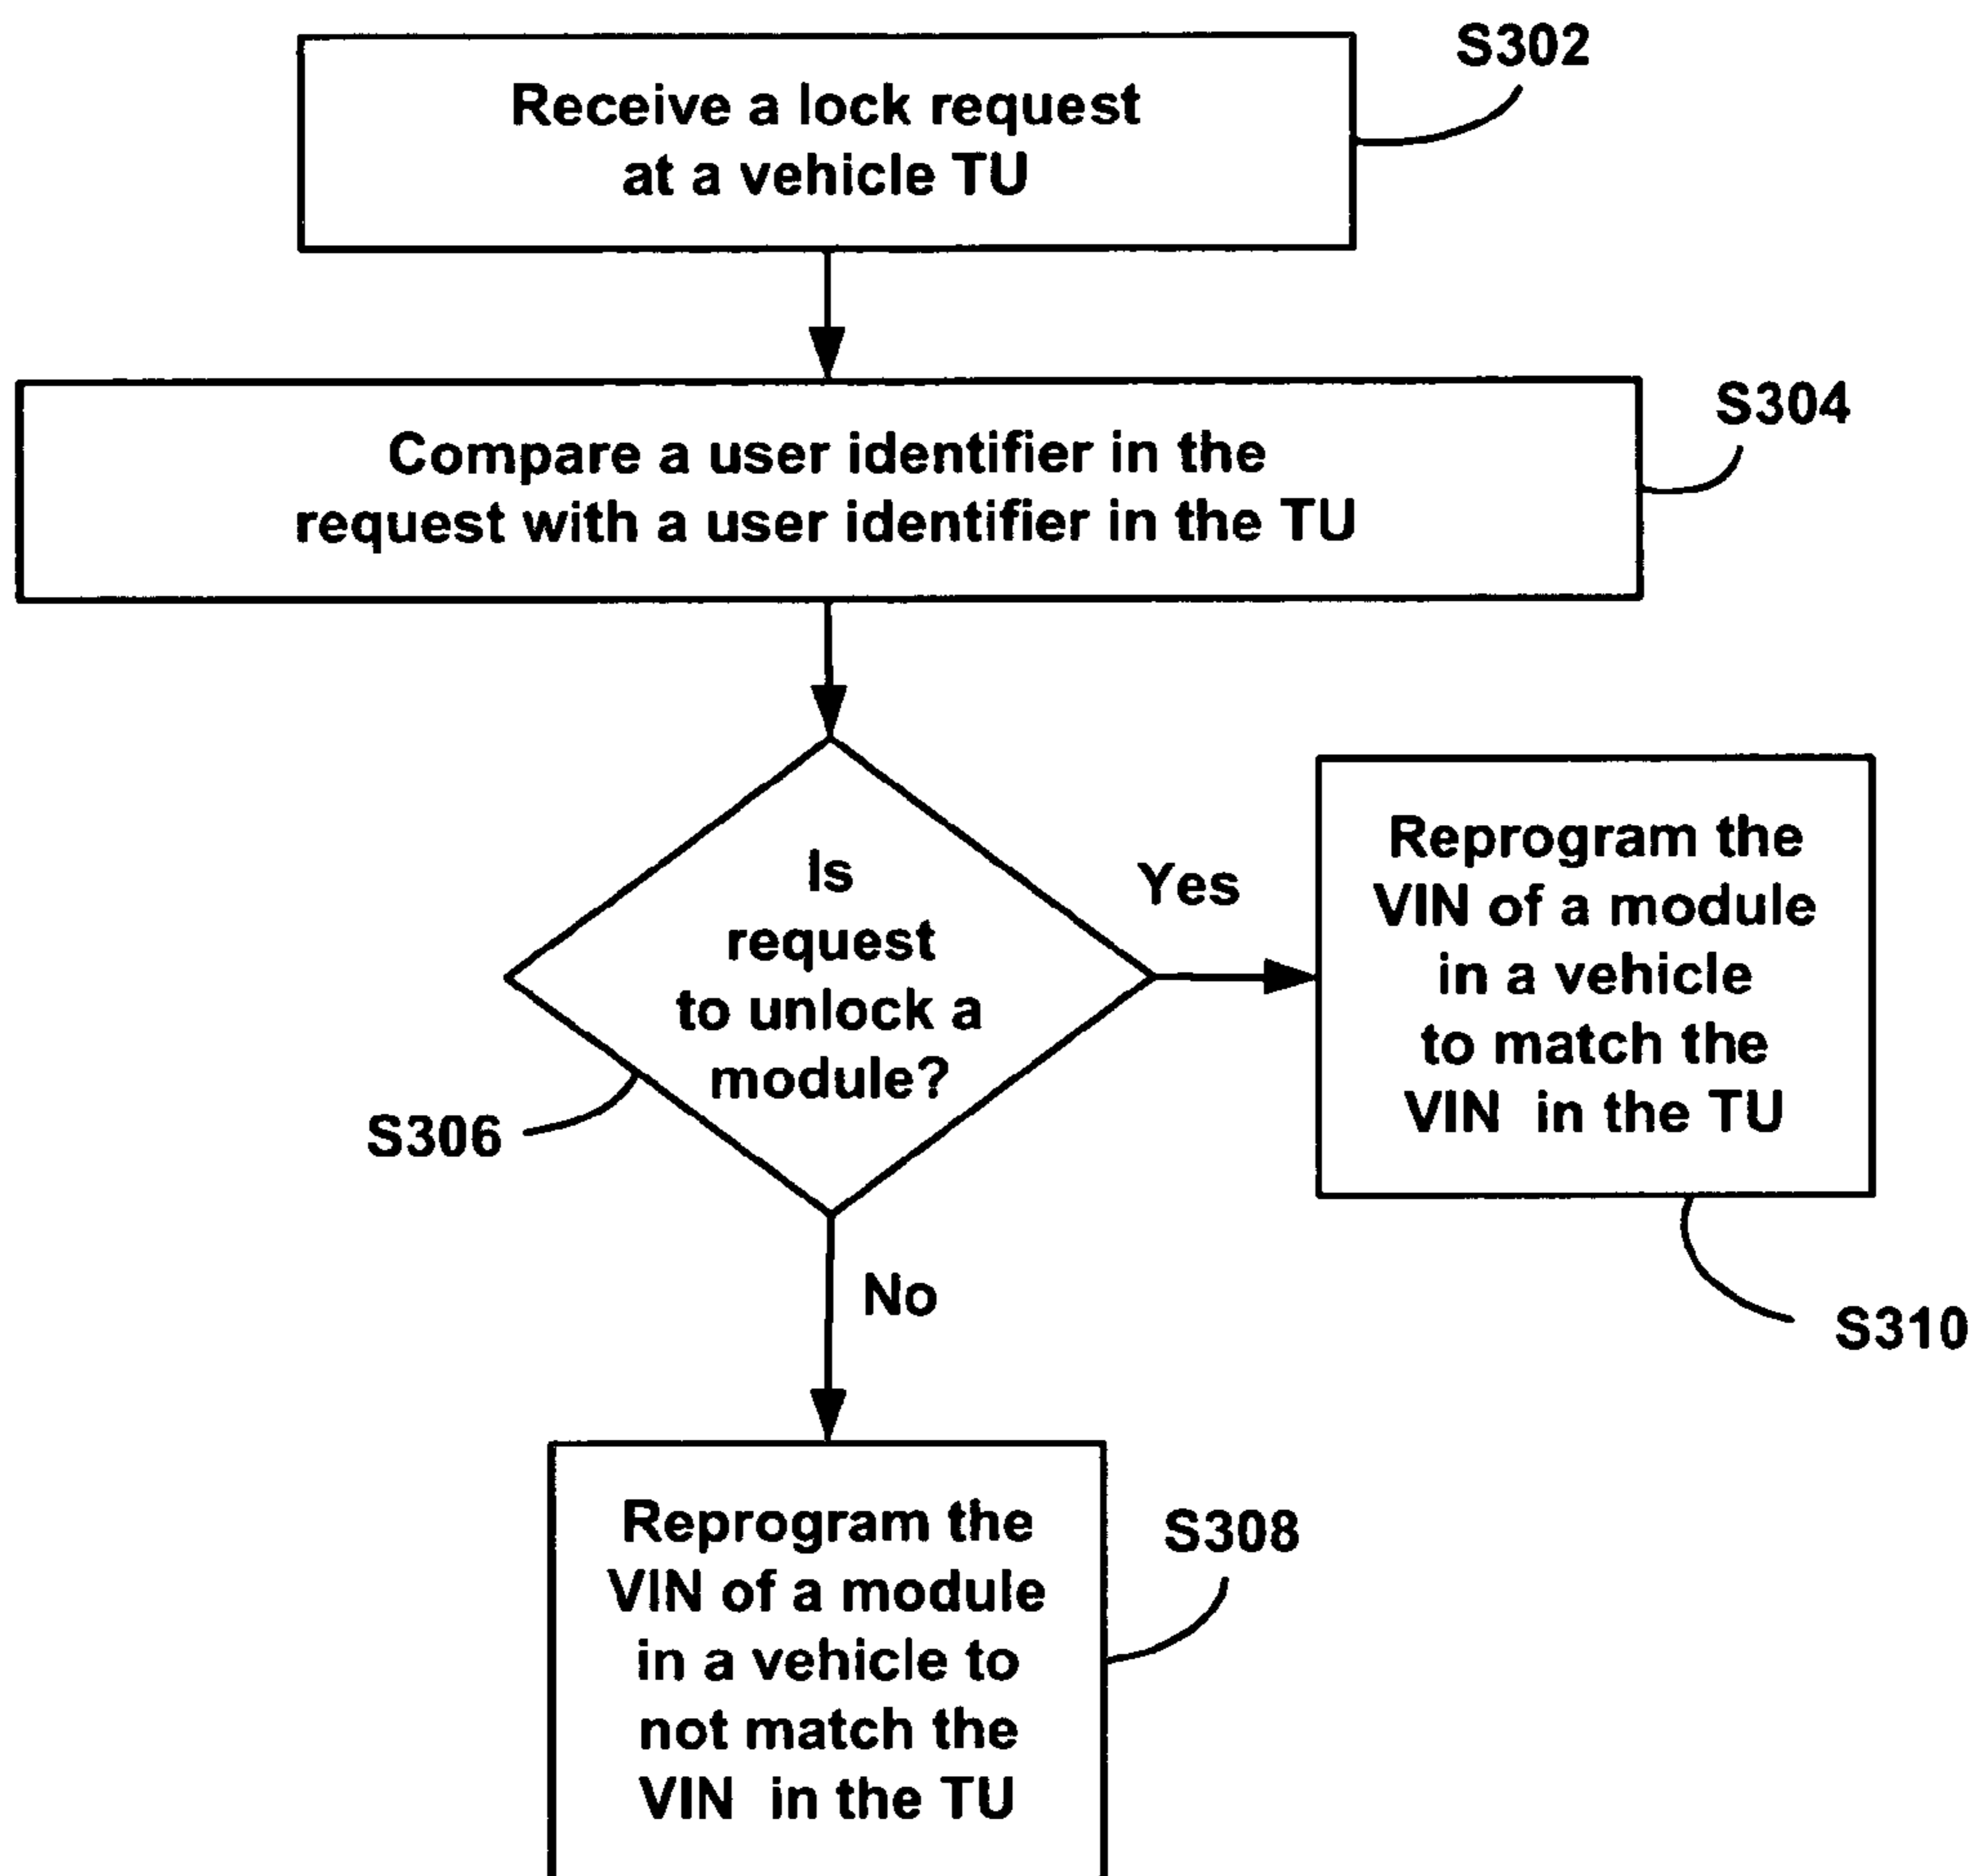 S302
Receive a lock request
at a vehicle TU
S304
Compare a user identifier in the
request with a user identifier in the TU
Is
request
to unlock a
module?
Yes
S306
Reprogram the
VIN of a module
in a vehicle
to match the
VIN in the TU
S310
No
Reprogram the
VIN of a module
in a vehicle to
not match the
VIN in the TU
S308